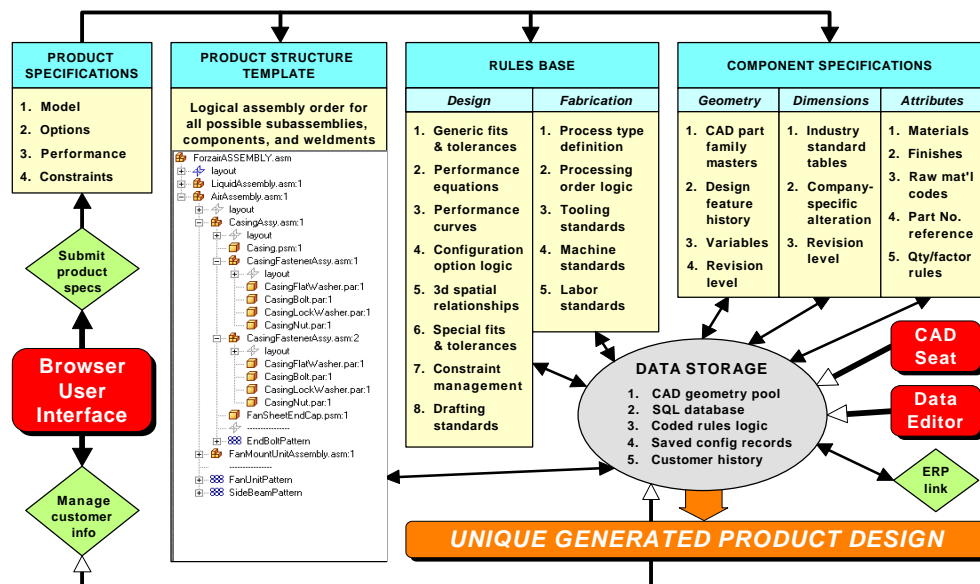 PRODUCT
SPECIFICATIONS
1. Model
2. Options
3. Performance
4. Constraints
Submit
product
specs
Browser
User
Interface
Manage
customer
info
PRODUCT STRUCTURE
TEMPLATE
Logical assembly order for
all possible subassemblies,
components, and weldments
ForzairASSEMBLY.asm
layout
LiquidAssembly.asm:1
AirAssembly.asm:1
layout
CasingAssy.asm:1
layout
Casing.psm:1
CasingFastenerAssy.asm:1
layout
CasingFlatWasher.par:1
CasingBolt.par:1
CasingLockWasher.par:1
CasingNut.par:1
CasingFastenerAssy.asm:2
layout
CasingFlatWasher.par:1
CasingBolt.par:1
CasingLockWasher.par:1
CasingNut.par:1
FanSheetEndCap.psm:1
----------------
EndBoltPattern
FanMountUnitAssembly.asm:1
----------------
FanUnitPattern
SideBeamPattern
RULES BASE
Design
1. Generic fits
& tolerances
2. Performance
equations
3. Performance
curves
4. Configuration
option logic
5. 3d spatial
relationships
6. Special fits
& tolerances
7. Constraint
management
8. Drafting
standards
Fabrication
1. Process type
definition
2. Processing
order logic
3. Tooling
standards
4. Machine
standards
5. Labor
standards
COMPONENT SPECIFICATIONS
Geometry
1. CAD part
family
masters
2. Design
feature
history
3. Variables
4. Revision
level
Dimensions
1. Industry
standard
tables
2. Company-
specific
alteration
3. Revision
level
Attributes
1. Materials
2. Finishes
3. Raw mat'l
codes
4. Part No.
reference
5. Qty/factor
rules
DATA STORAGE
1. CAD geometry pool
2. SQL database
3. Coded rules logic
4. Saved config records
5. Customer history
CAD
Seat
Data
Editor
ERP
link
UNIQUE GENERATED PRODUCT DESIGN